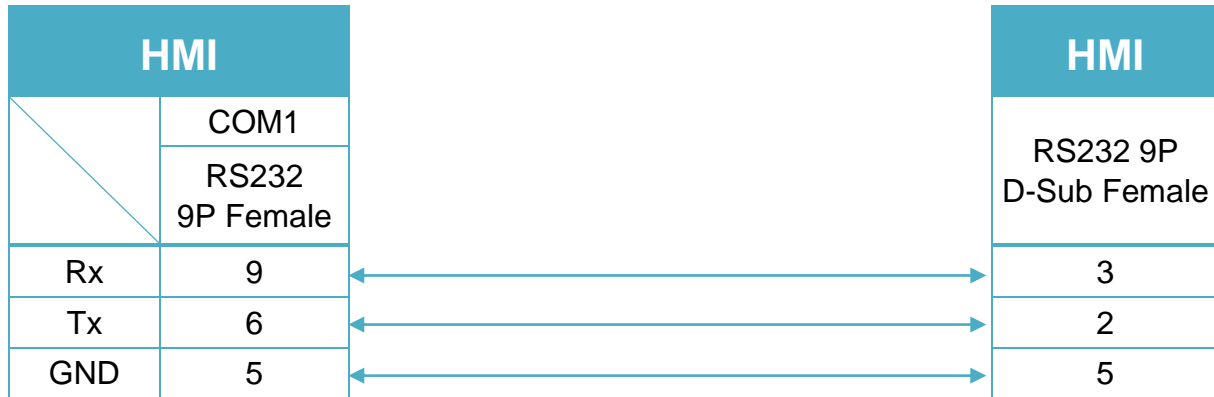 HMI HMI
COM1
RS232
9P Female
RS232 9P
D-Sub Female
Rx 9 3
Tx 6 2
GND 5 5